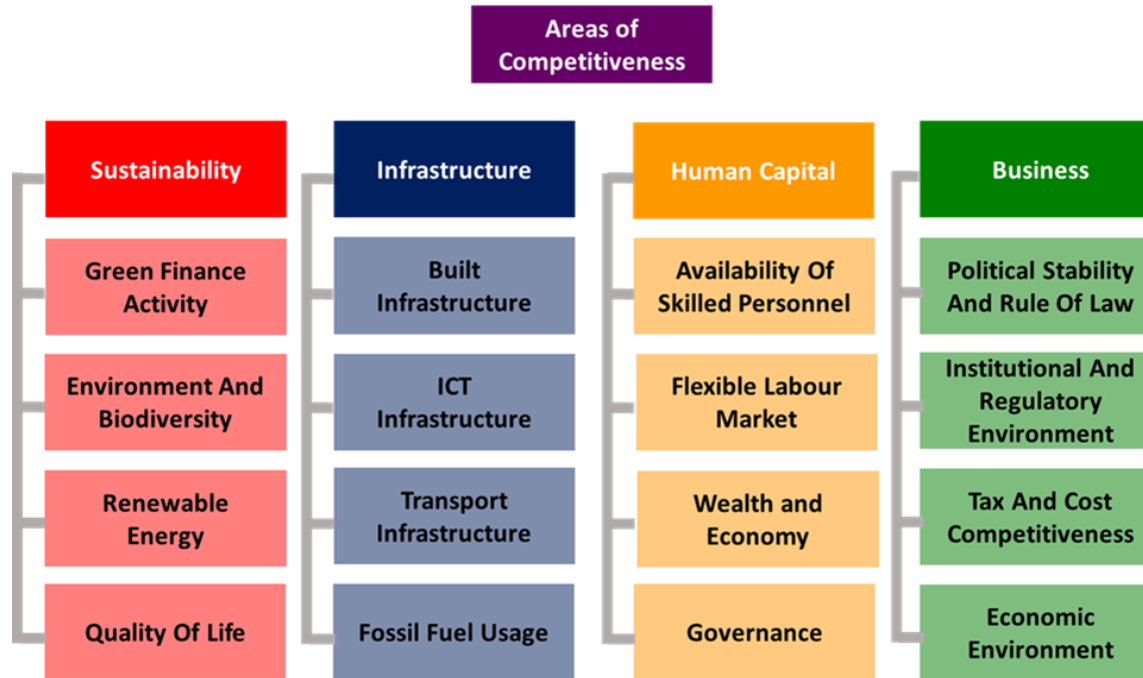 Areas of
Competitiveness
Sustainability
Green Finance
Activity
Environment And
Biodiversity
Renewable
Energy
Quality Of Life
Infrastructure
Built
Infrastructure
ICT
Infrastructure
Transport
Infrastructure
Fossil Fuel Usage
Human Capital
Availability Of
Skilled Personnel
Flexible Labour
Market
Wealth and
Economy
Governance
Business
Political Stability
And Rule Of Law
Institutional And
Regulatory
Environment
Tax And Cost
Competitiveness
Economic
Environment